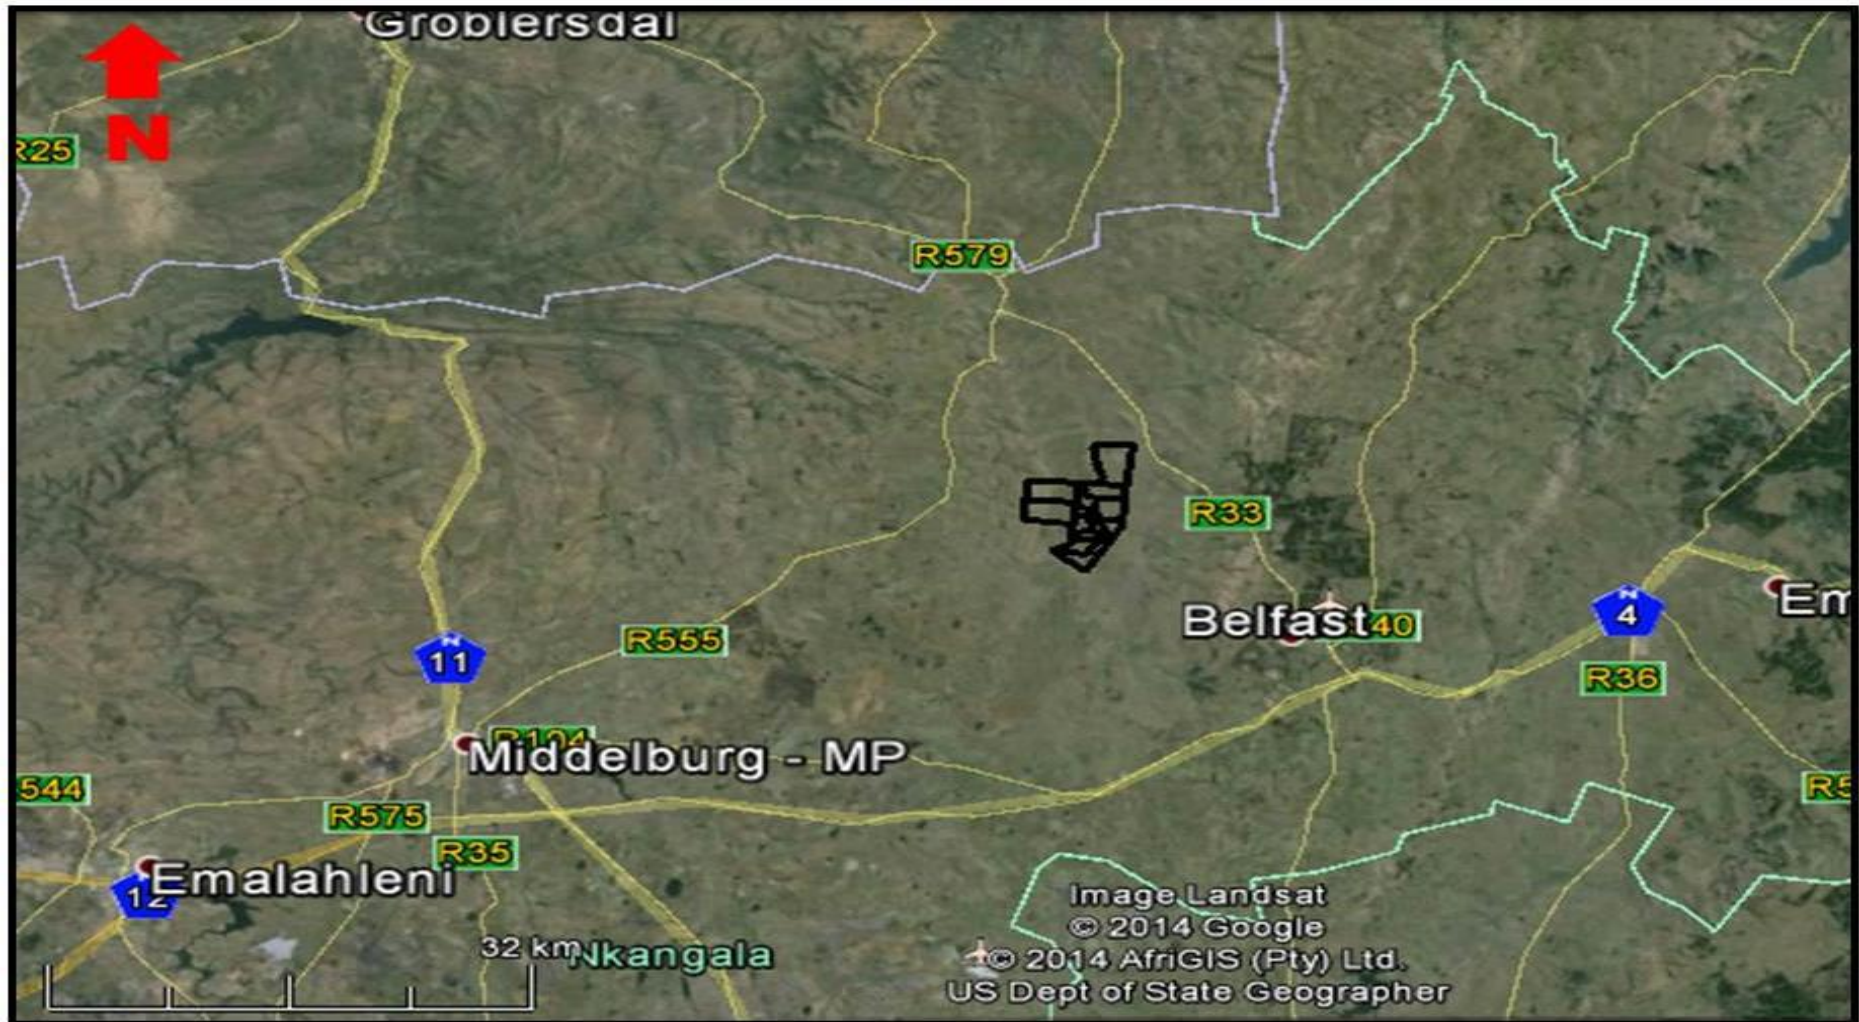 Groblersdal
N
R25
R579
R33
Belfast
40
N
4
Em
R555
N
11
R36
R104
Middelburg - MP
544
R5
R575
R35
Emalahleni
12
Image Landsat
© 2014 Google
32 km
Nkangala
© 2014 AfriGIS (Pty) Ltd.
US Dept of State Geographer